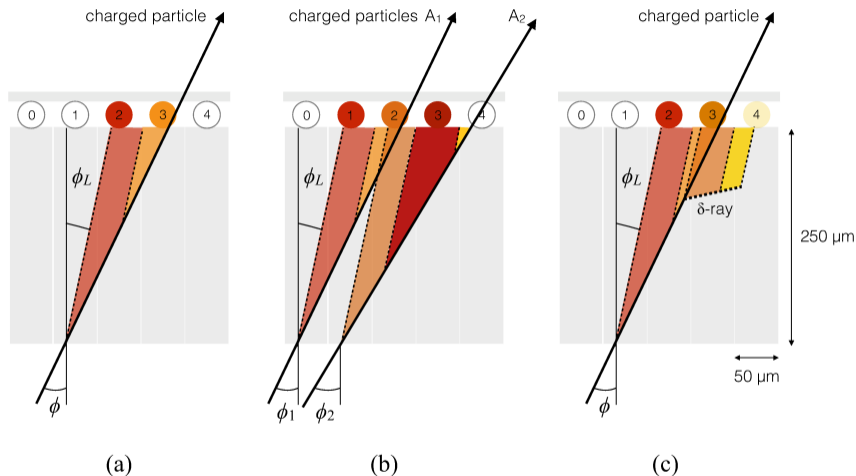 charged particle
0 1 2 3 4
ϕL
ϕ
(a)
charged particles A1 A2
0 1 2 3 4
ϕL
ϕ1 ϕ2
(b)
charged particle
0 1 2 3 4
ϕL
δ-ray
250 µm
50 µm
ϕ
(c)